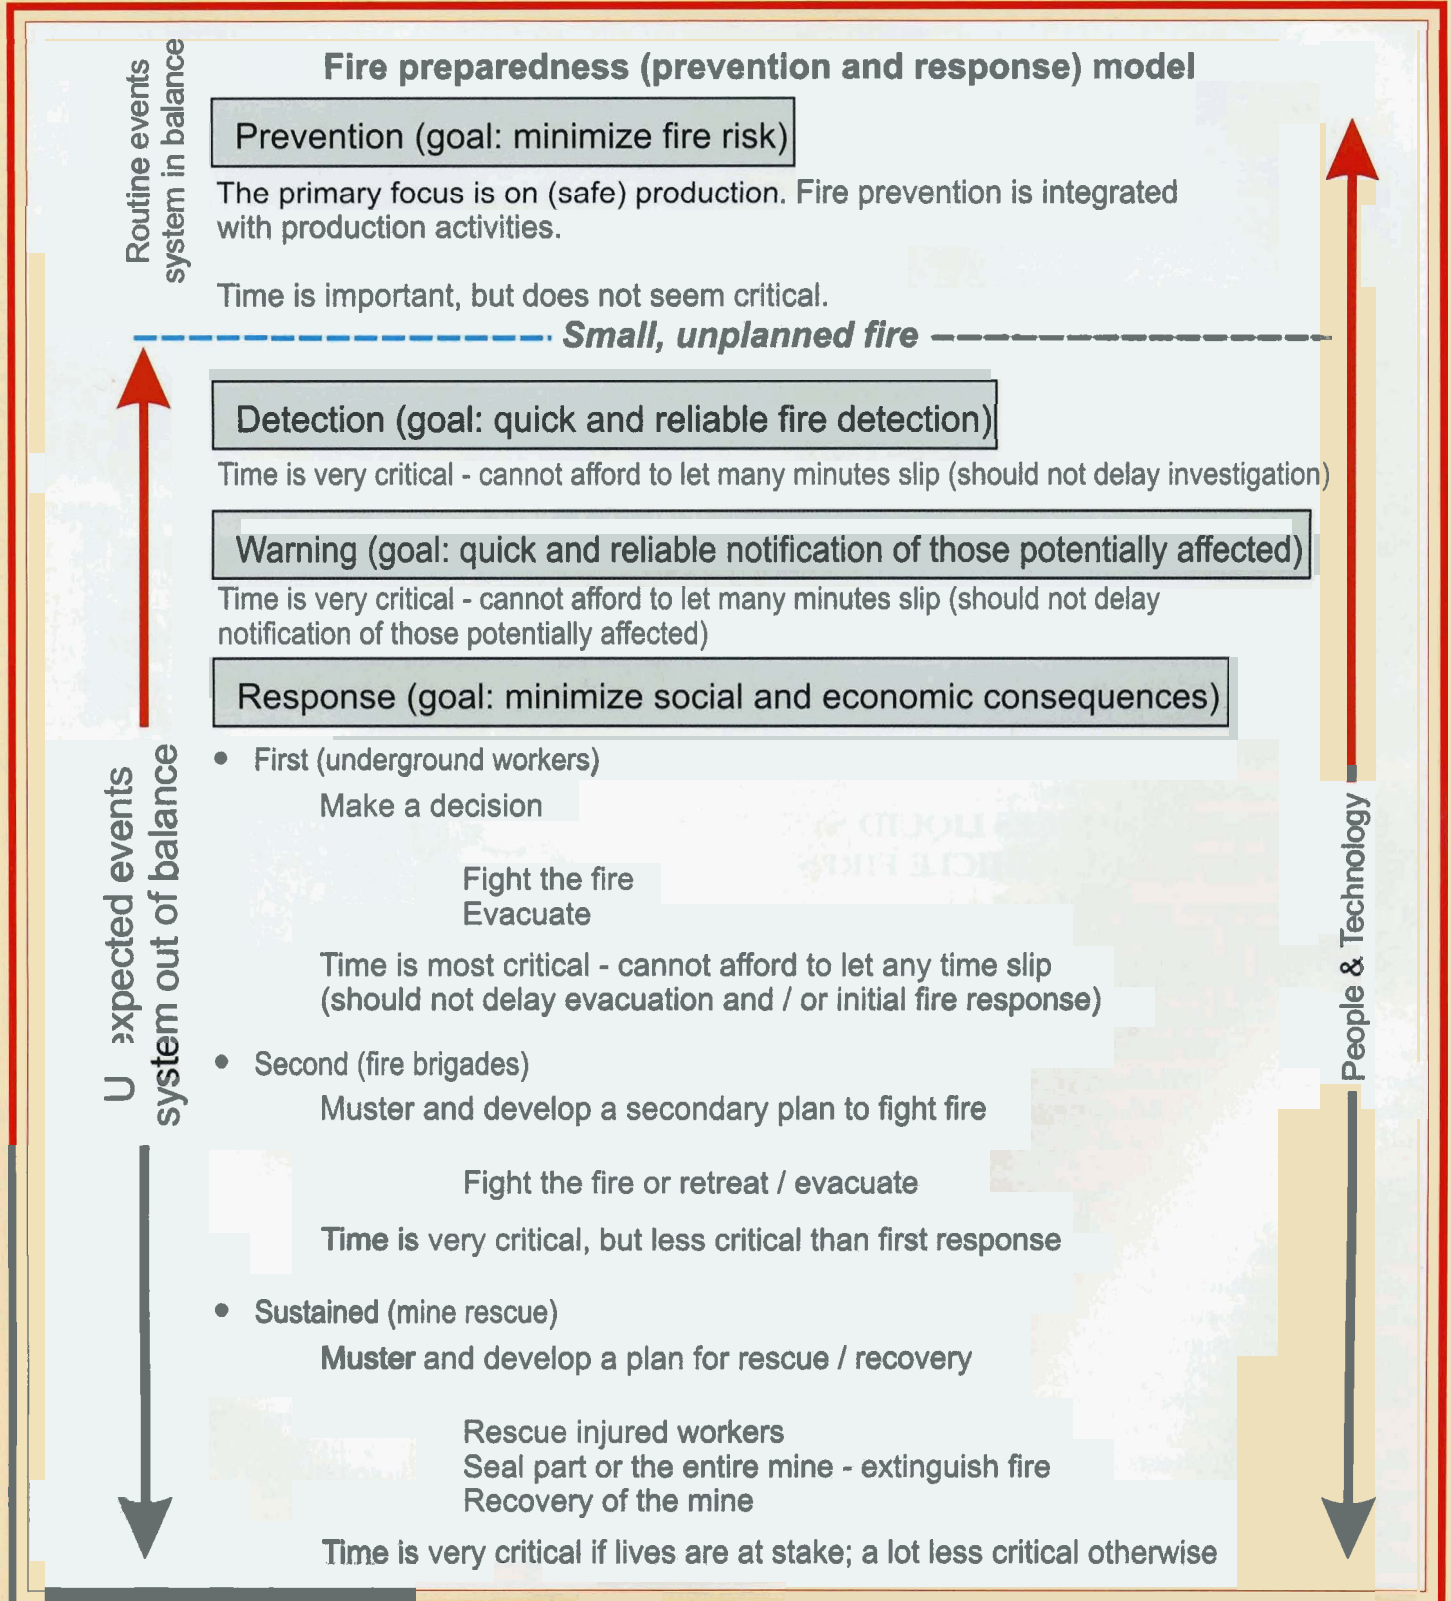 Fire preparedness (prevention and response) model
Routine events
system in balance
Prevention (goal: minimize fire risk)
The primary focus is on (safe) production. Fire prevention is integrated
with production activities.
Time is important, but does not seem critical.
Small, unplanned fire
Detection (goal: quick and reliable fire detection)
Time is very critical - cannot afford to let many minutes slip (should not delay investigation)
Warning (goal: quick and reliable notification of those potentially affected)
Time is very critical - cannot afford to let many minutes slip (should not delay
notification of those potentially affected)
Response (goal: minimize social and economic consequences)
• First (underground workers)
Make a decision
Fight the fire
Evacuate
Time is most critical - cannot afford to let any time slip
(should not delay evacuation and / or initial fire response)
• Second (fire brigades)
Muster and develop a secondary plan to fight fire
Fight the fire or retreat / evacuate
Time is very critical, but less critical than first response
• Sustained (mine rescue)
Muster and develop a plan for rescue / recovery
Rescue injured workers
Seal part or the entire mine - extinguish fire
Recovery of the mine
Time is very critical if lives are at stake; a lot less critical otherwise
events
system out of balance
People & Technology